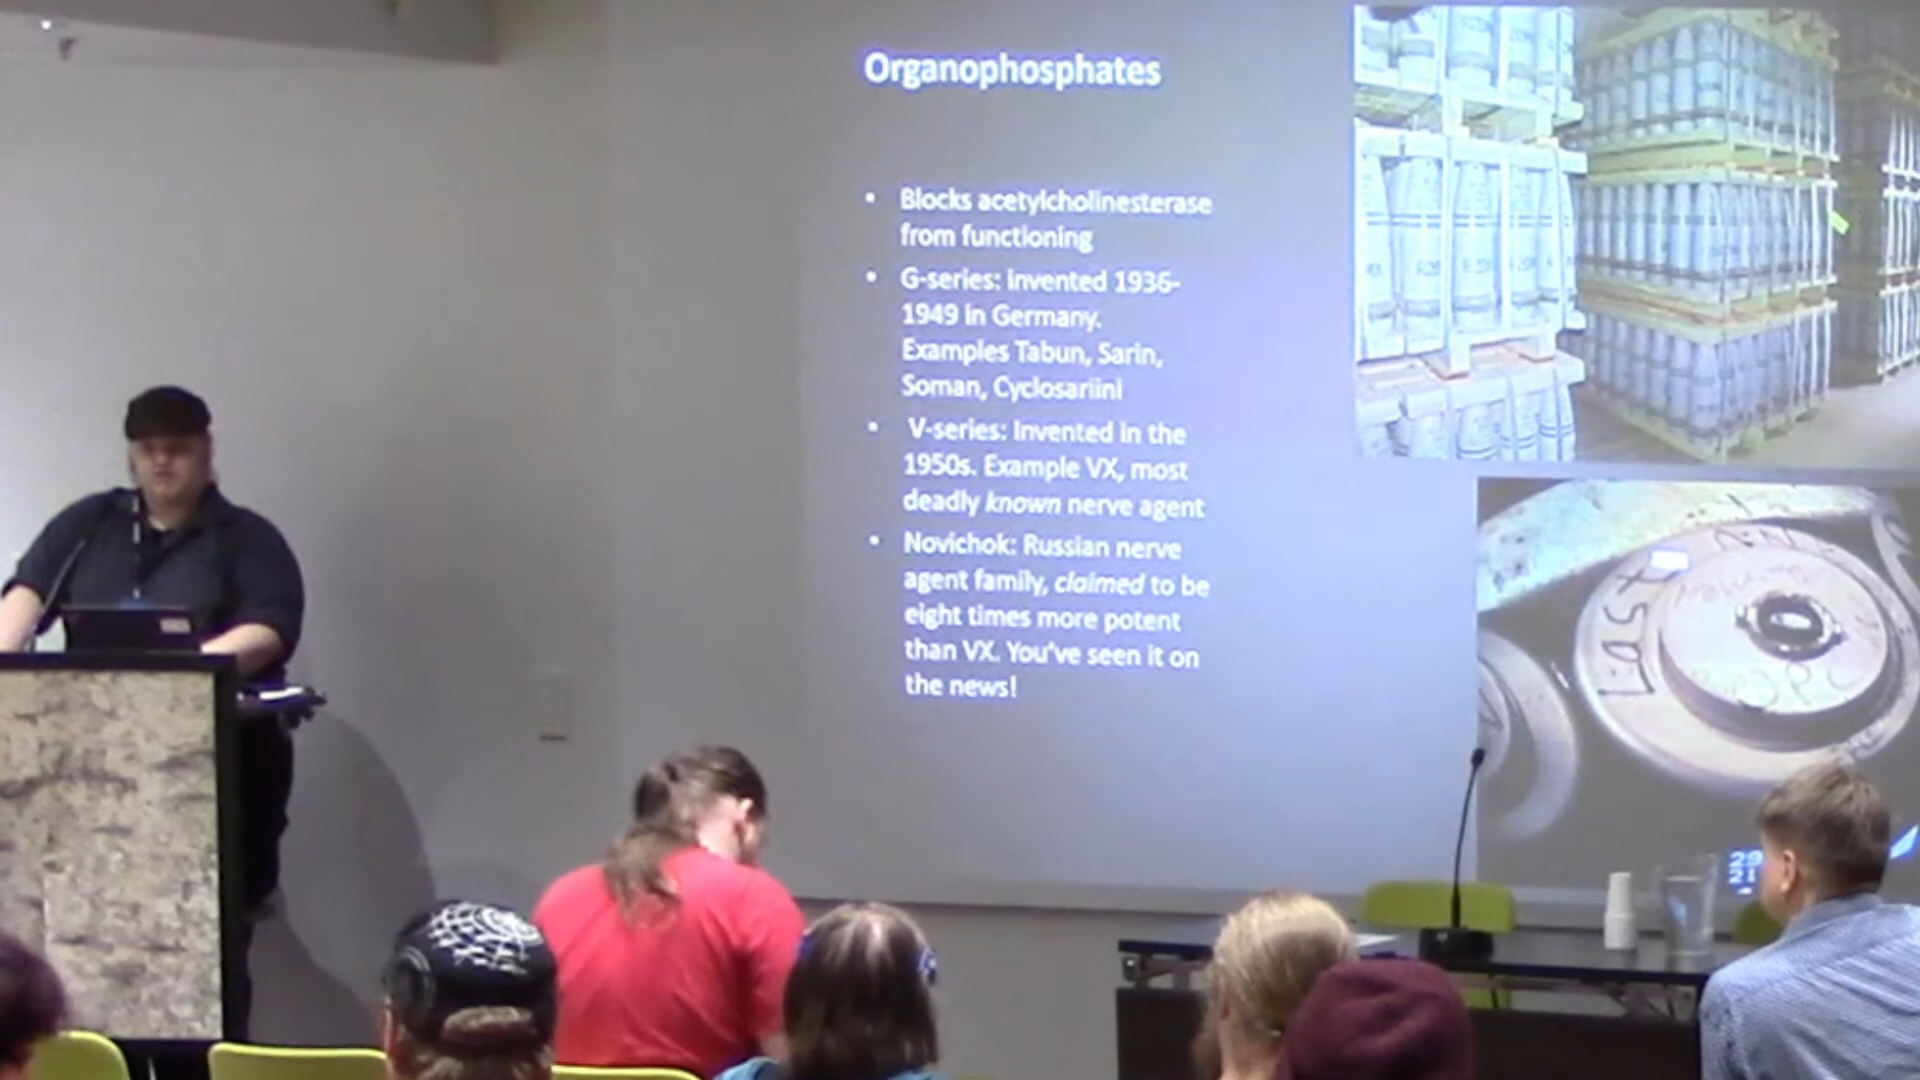 Organophosphates
• Blocks acetylcholinesterase
from functioning
• G-series: invented 1936-
1949 in Germany.
Examples Tabun, Sarin,
Soman, Cyclosariini
• V-series: Invented in the
1950s. Example VX, most
deadly known nerve agent
• Novichok: Russian nerve
agent family, claimed to be
eight times more potent
than VX. You've seen it on
the news!
LAST